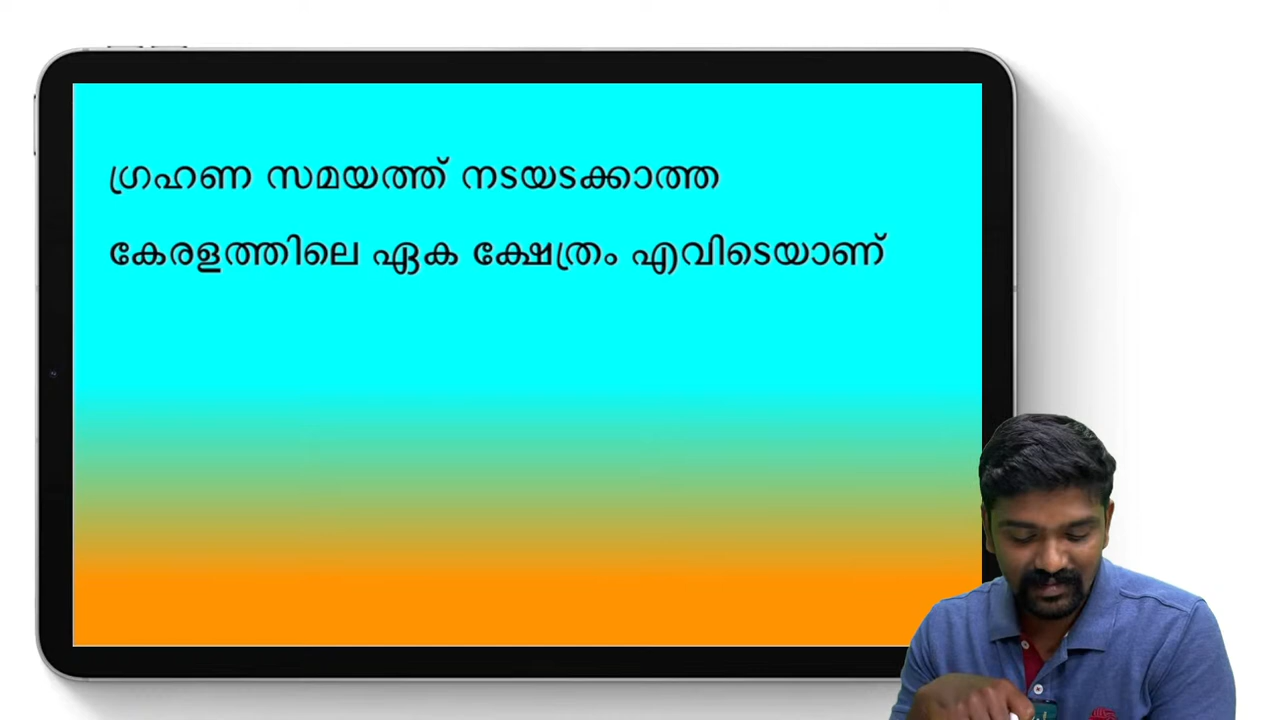 ഗ്രഹണ സമയത്ത് നടയടക്കാത്ത
കേരളത്തിലെ ഏക ക്ഷേത്രം എവിടെയാണ്